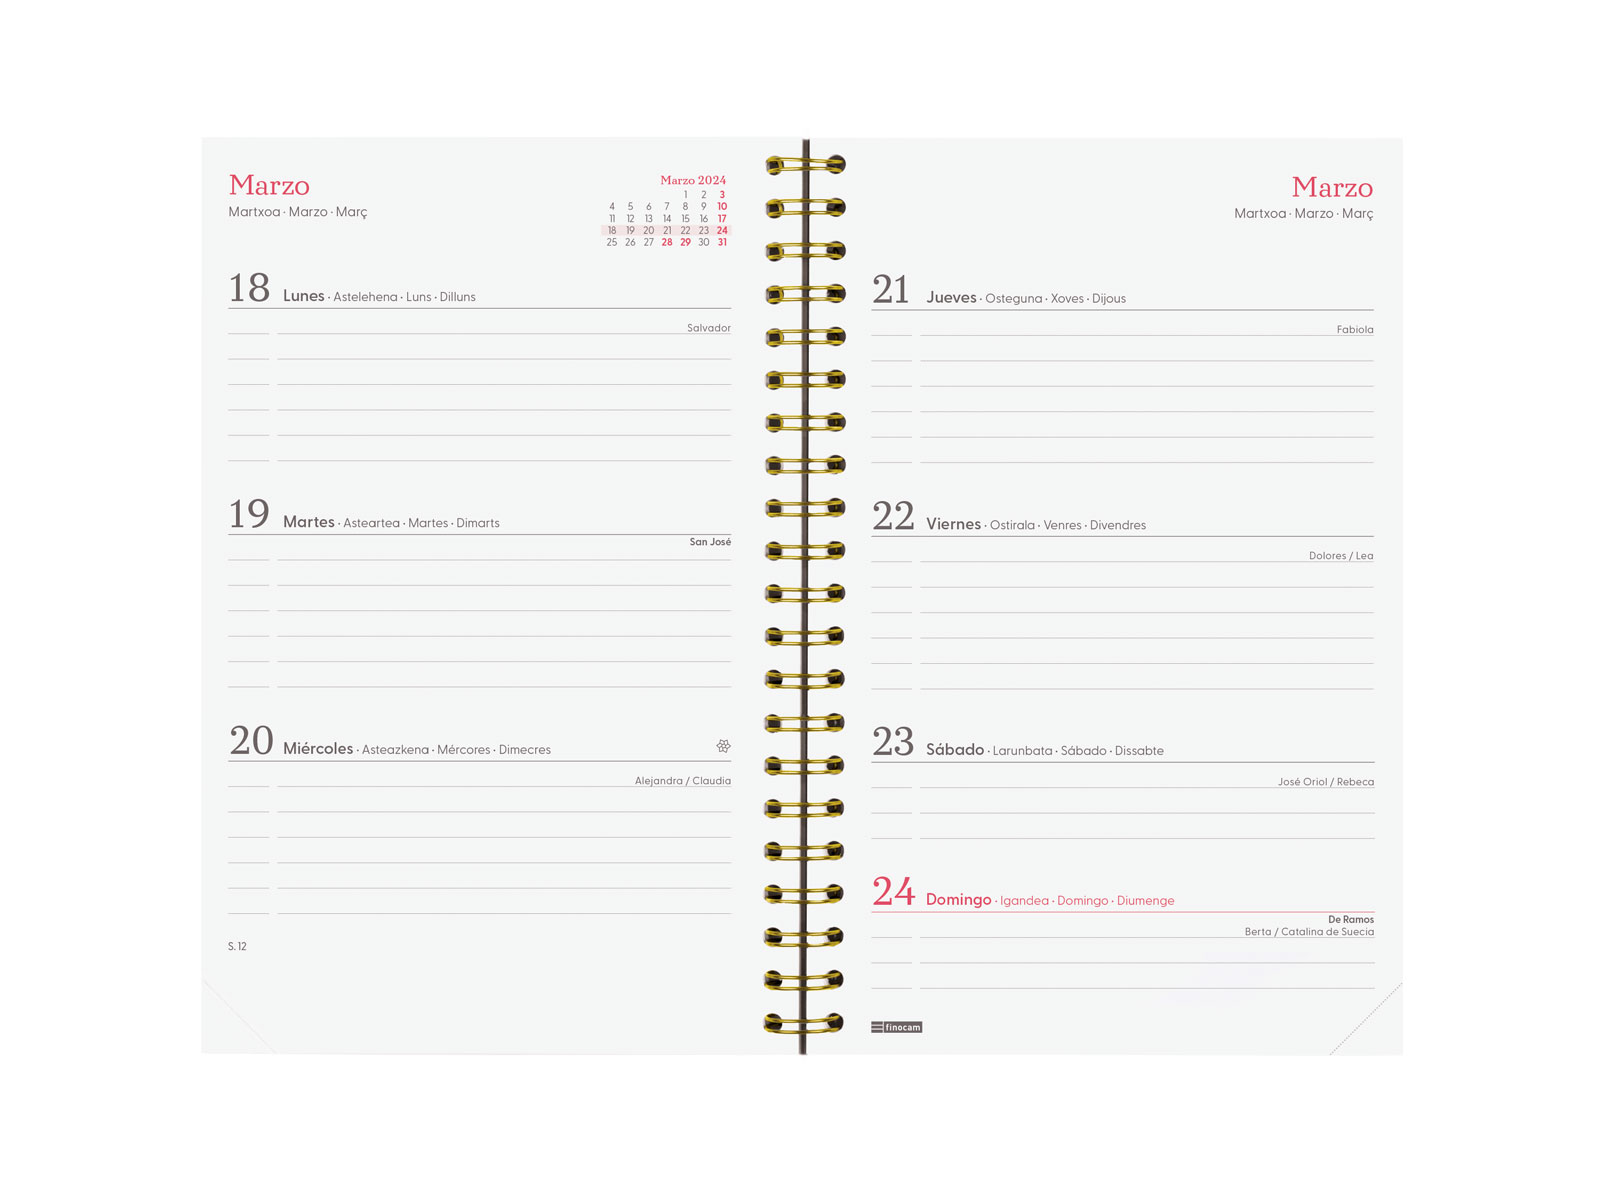 Marzo
Martxoa · Marzo · Març
Marzo 2024
1 2 3
4 5 6 7 8 9 10
11 12 13 14 15 16 17
18 19 20 21 22 23 24
25 26 27 28 29 30 31
18 Lunes · Astelehena · Luns · Dilluns
Salvador
19 Martes · Asteartea · Martes · Dimarts
San José
20 Miércoles · Asteazkena · Mércores · Dimecres
Alejandra / Claudia
S. 12
Marzo
Martxoa · Marzo · Març
21 Jueves · Osteguna · Xoves · Dijous
Fabiola
22 Viernes · Ostirala · Venres · Divendres
Dolores / Lea
23 Sábado · Larunbata · Sábado · Dissabte
José Oriol / Rebeca
24 Domingo · Igandea · Domingo · Diumenge
De Ramos
Berta / Catalina de Suecia
finocam